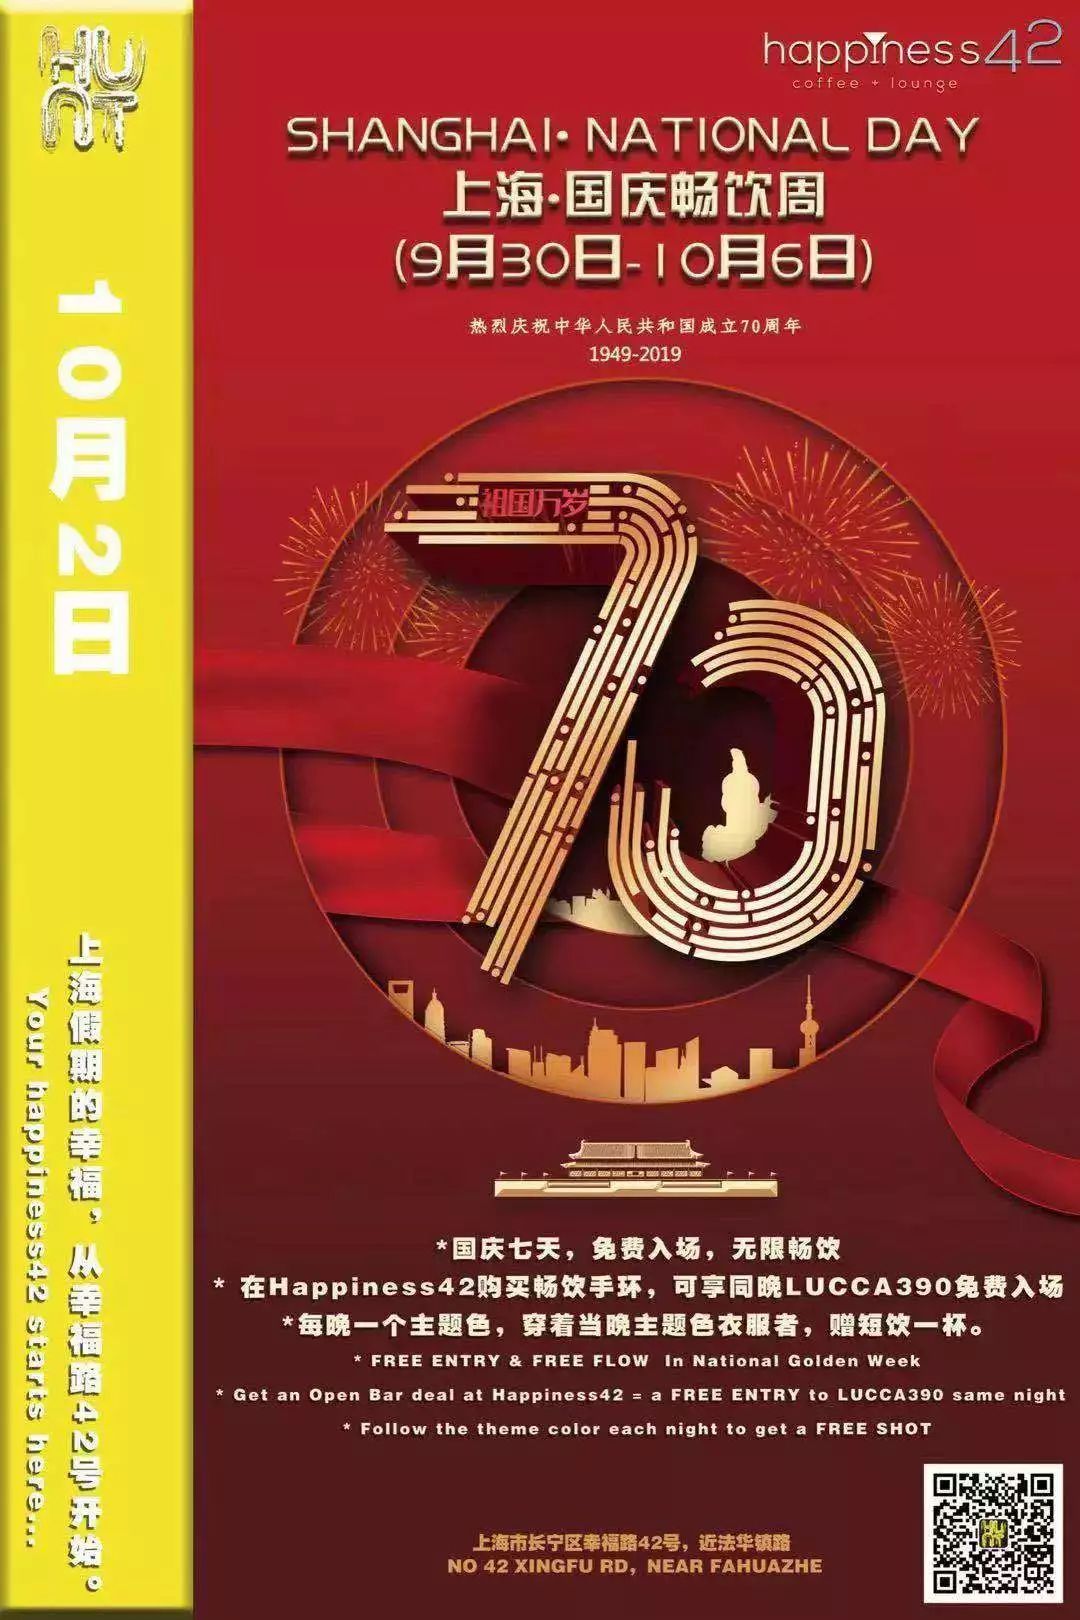 HU
NT
10月2日
上海假期的幸福，从幸福路42号开始。
Your happiness42 starts here...
happiness42
coffee + lounge
SHANGHAI· NATIONAL DAY
上海·国庆畅饮周
(9月30日-10月6日)
热烈庆祝中华人民共和国成立70周年
1949-2019
祖国万岁
70
*国庆七天，免费入场，无限畅饮
* 在Happiness42购买畅饮手环，可享同晚LUCCA390免费入场
*每晚一个主题色，穿着当晚主题色衣服者，赠短饮一杯。
* FREE ENTRY & FREE FLOW In National Golden Week
* Get an Open Bar deal at Happiness42 = a FREE ENTRY to LUCCA390 same night
* Follow the theme color each night to get a FREE SHOT
上海市长宁区幸福路42号，近法华镇路
NO 42 XINGFU RD, NEAR FAHUAZHE